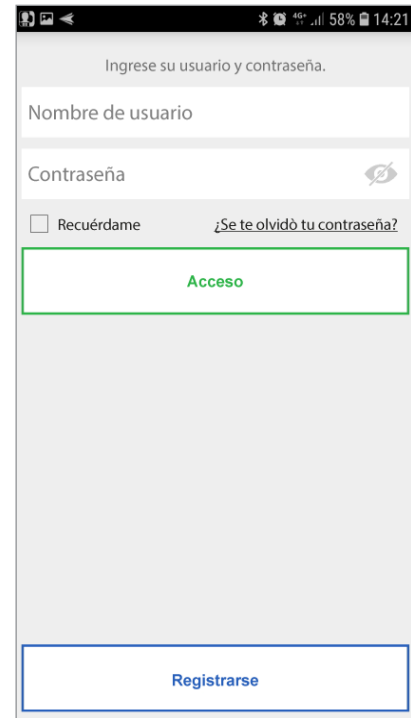 4G+ 58% 14:21
Ingrese su usuario y contraseña.
Nombre de usuario
Contraseña
Recuérdame ¿Se te olvidò tu contraseña?
Acceso
Registrarse